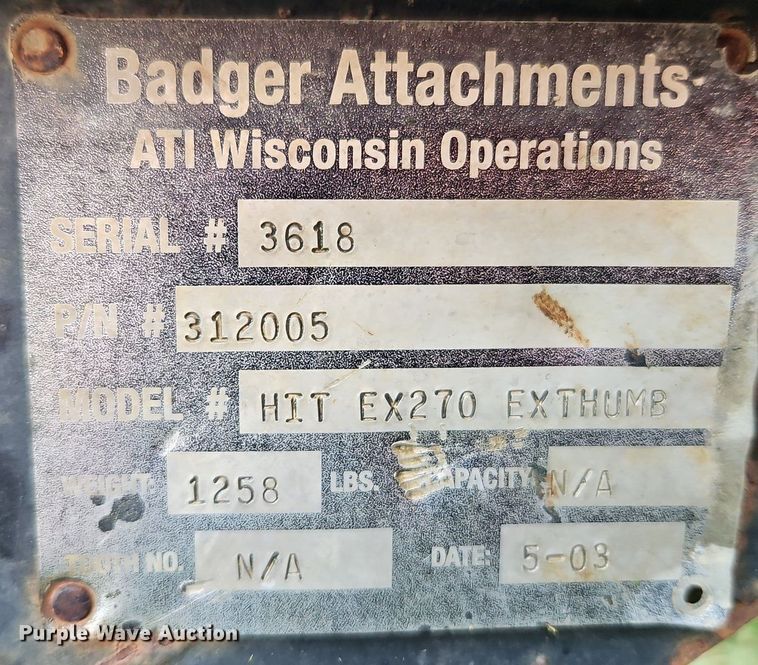 Badger Attachments
ATI Wisconsin Operations
SERIAL # 3618
P/N # 312005
MODEL # HIT EX270 EXTHUMB
WEIGHT 1258 LBS. CAPACITY N/A
TOOTH NO. N/A DATE: 5-03
Purple Wave Auction